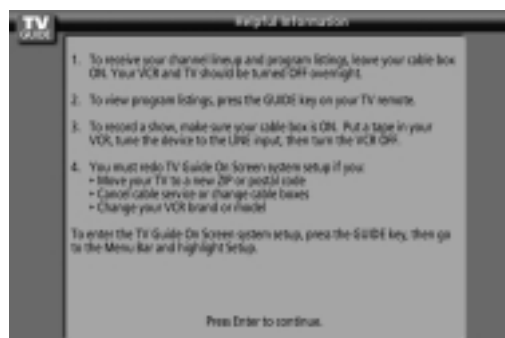 TV
GUIDE
Helpful Information
1. To receive your channel lineup and program listings, leave your cable box
ON. Your VCR and TV should be turned OFF overnight.
2. To view program listings, press the GUIDE key on your TV remote.
3. To record a show, make sure your cable box is ON. Put a tape in your
VCR, tune the device to the LINE input, then turn the VCR OFF.
4. You must redo TV Guide On Screen system setup if you:
• Move your TV to a new ZIP or postal code
• Cancel cable service or change cable boxes
• Change your VCR brand or model
To enter the TV Guide On Screen system setup, press the GUIDE key, then go
to the Menu Bar and highlight Setup.
Press Enter to continue.